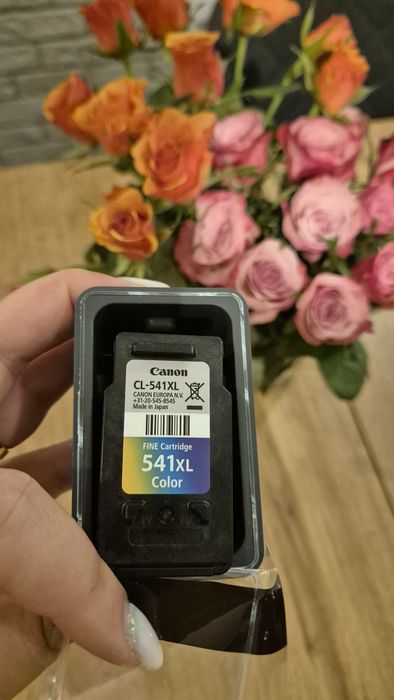 Canon
CL-541XL
CANON EUROPA N.V.
+31-20-545-8545
Made in Japan
FINE Cartridge
541XL
Color